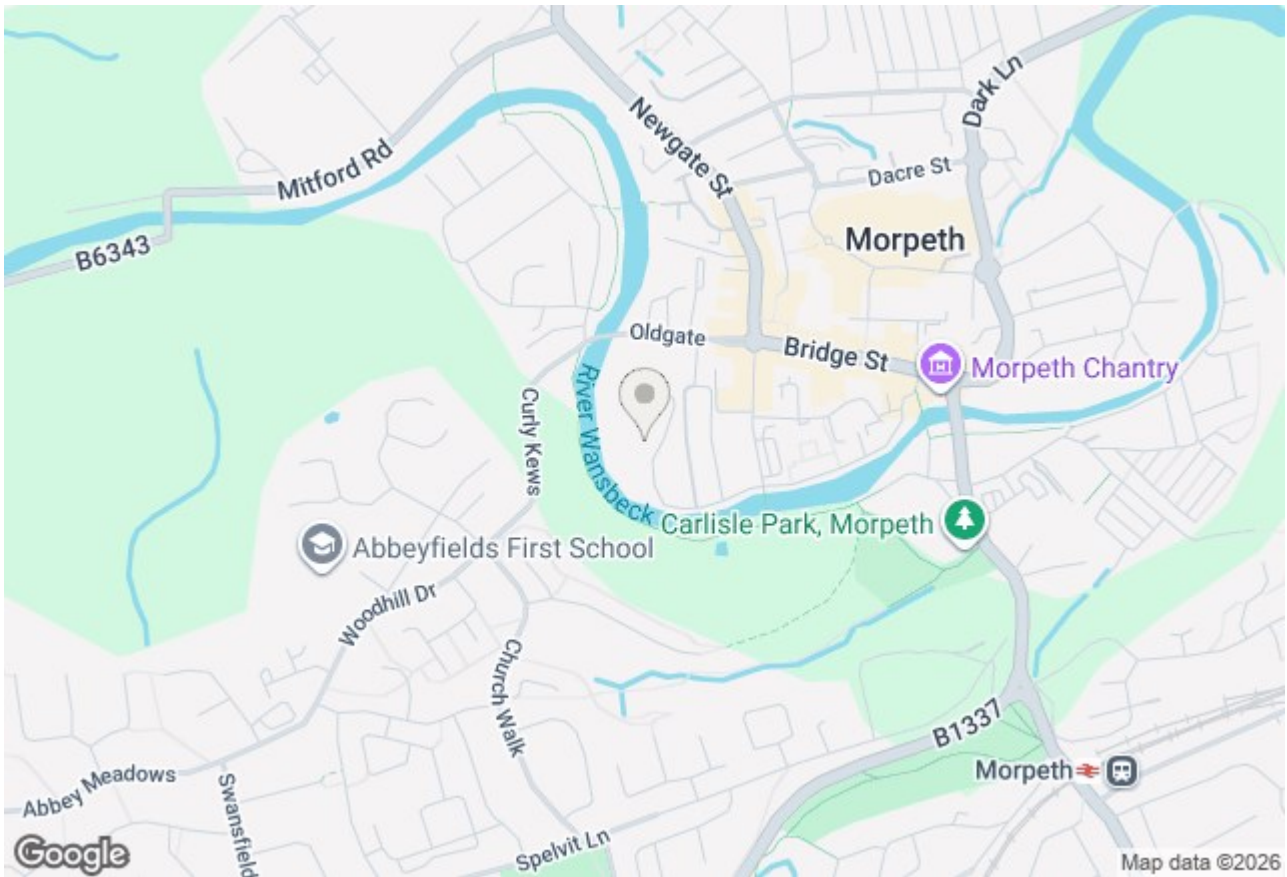 Dark Ln
Newgate St
Mitford Rd
Dacre St
Morpeth
B6343
Oldgate
Bridge St
Morpeth Chantry
River Wansbeck
Curly Kews
Carlisle Park, Morpeth
Abbeyfields First School
Woodhill Dr
Church Walk
B1337
Morpeth
Abbey Meadows
Swansfield
Spelvit Ln
Google
Map data ©2026